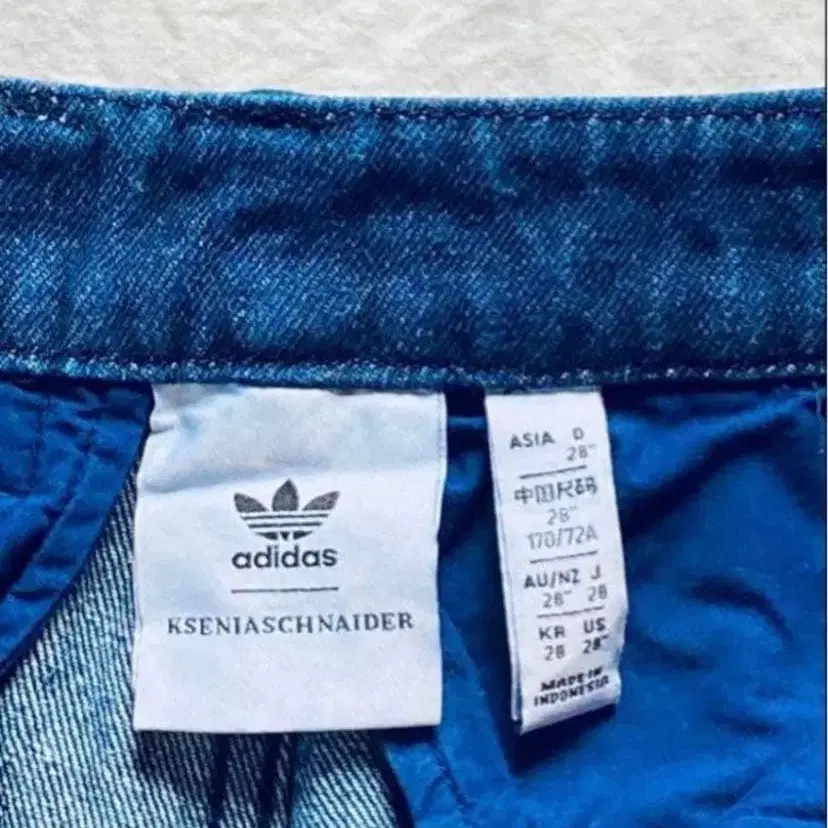 adidas
KSENIASCHNAIDER
ASIA D
28"
中国尺码
28"
170/72A
AU/NZ J
28" 28
KR US
28 28"
MADE IN
INDONESIA